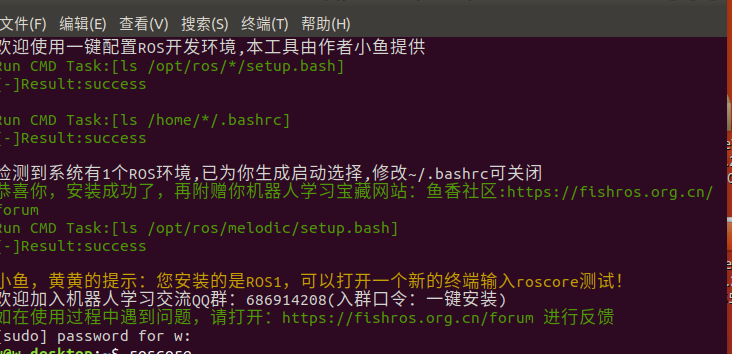 文件(F) 编辑(E) 查看(V) 搜索(S) 终端(T) 帮助(H)
欢迎使用一键配置ROS开发环境,本工具由作者小鱼提供
Run CMD Task:[ls /opt/ros/*/setup.bash]
[-]Result:success
Run CMD Task:[ls /home/*/.bashrc]
[-]Result:success
检测到系统有1个ROS环境,已为你生成启动选择,修改~/.bashrc可关闭
恭喜你，安装成功了，再附赠你机器人学习宝藏网站：鱼香社区:https://fishros.org.cn/
forum
Run CMD Task:[ls /opt/ros/melodic/setup.bash]
[-]Result:success
小鱼，黄黄的提示：您安装的是ROS1，可以打开一个新的终端输入roscore测试！
欢迎加入机器人学习交流QQ群：686914208(入群口令：一键安装)
如在使用过程中遇到问题，请打开：https://fishros.org.cn/forum 进行反馈
[sudo] password for w:
w@w-desktop:~$ roscore